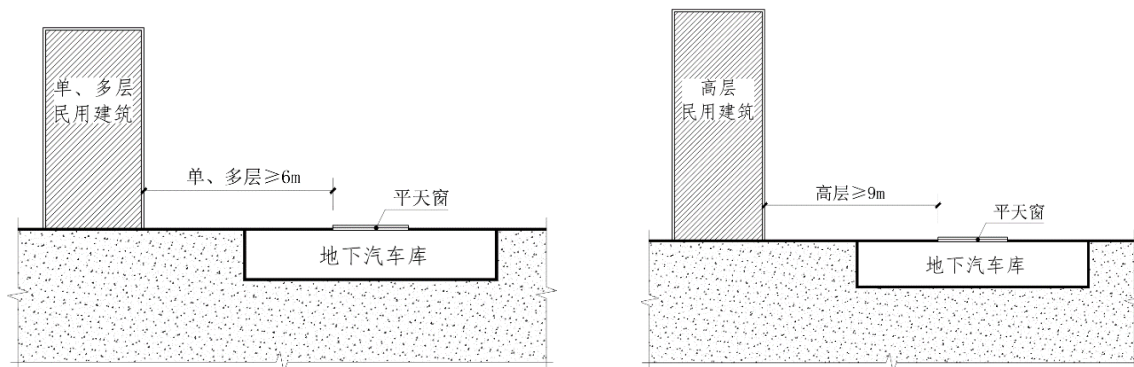 单、多层
民用建筑
单、多层≥6m
平天窗
地下汽车库
高层
民用建筑
高层≥9m
平天窗
地下汽车库